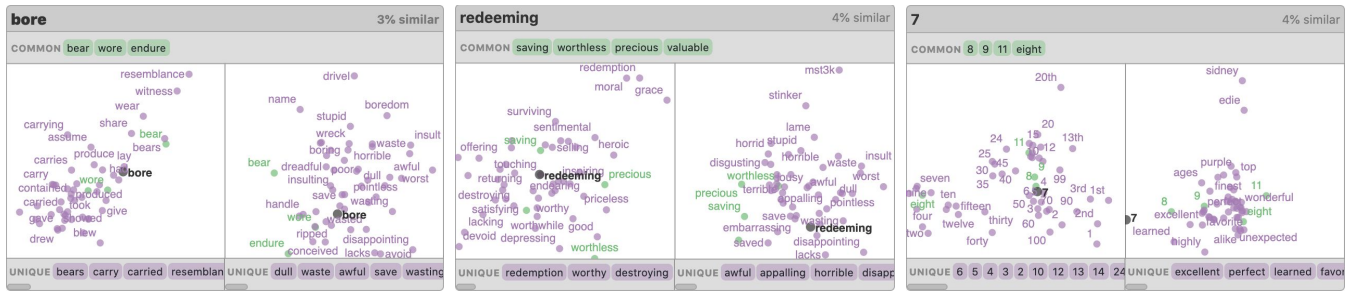 bore 3% similar
COMMON bear wore endure
resemblance
witness
wear
carrying
share
assume
bear
bears
produce lay
carries
carry
bore
wore
contained
produced
look
carried
gave
give
drew
blew
drivel
name
boredom
stupid
wreck
waste
insult
boring
horrible
bear
dreadful
poor
awful
dull
worst
insulting
pointless
save
handle
wasting
wore
bore
wasted
ripped
disappointing
endure
conceived
lacks
avoid
UNIQUE bears carry carried resemblan
UNIQUE dull waste awful save wasting
redeeming 4% similar
COMMON saving worthless precious valuable
redemption
moral
grace
surviving
sentimental
saving
heroic
offering
selling
touching
inspiring
redeeming
precious
returning
endearing
destroying
priceless
satisfying
worthy
lacking
worthwhile
good
devoid
depressing
worthless
mst3k
stinker
lame
horrid
stupid
horrible
waste
insult
disgusting
worthless
lousy
awful
worst
precious
terrible
dull
saving
appalling
pointless
save
wasting
embarrassing
redeeming
saved
disappointing
lacks
UNIQUE redemption worthy destroying
UNIQUE awful appalling horrible disapp
7 4% similar
COMMON 8 9 11 eight
20th
20
24
15
13th
11
10
12
25
9
45
30
8
40
4
35
seven
6
7
3rd
1st
eight
ten
50
3
70
90
fifteen
2
2nd
four
twelve
thirty
60
1
two
forty
100
sidney
edie
purple
top
ages
finest
11
9
wonderful
8
perfect
eight
7
excellent
favorite
learned
alike
unexpected
highly
UNIQUE 6 5 4 3 2 10 12 13 14 24
UNIQUE excellent perfect learned favor